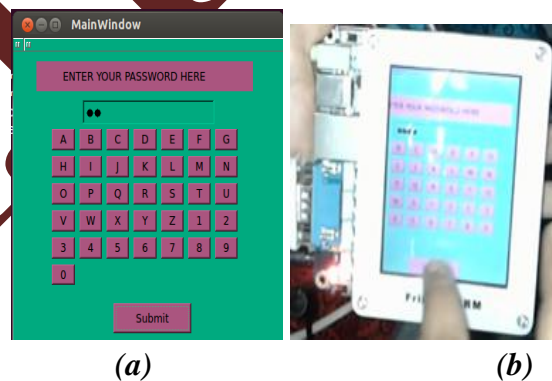 MainWindow
ENTER YOUR PASSWORD HERE
●●
A B C D E F G
H I J K L M N
O P Q R S T U
V W X Y Z 1 2
3 4 5 6 7 8 9
0
Submit
(a)
(b)